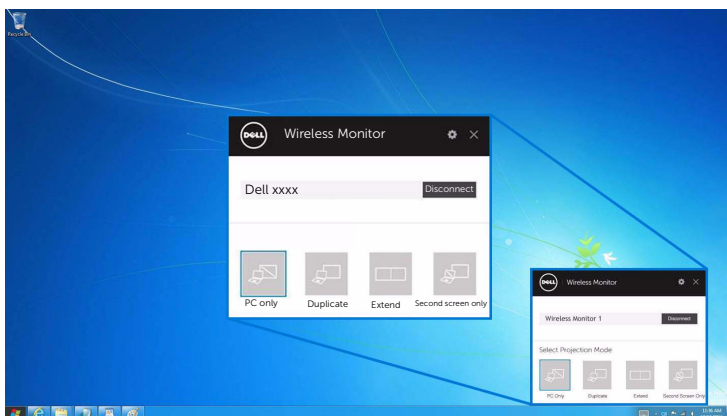 Recycle Bin
DELL
Wireless Monitor
Dell xxxx
Disconnect
PC only
Duplicate
Extend
Second screen only
DELL
Wireless Monitor
Wireless Monitor 1
Disconnect
Select Projection Mode
PC Only
Duplicate
Extend
Second Screen Only